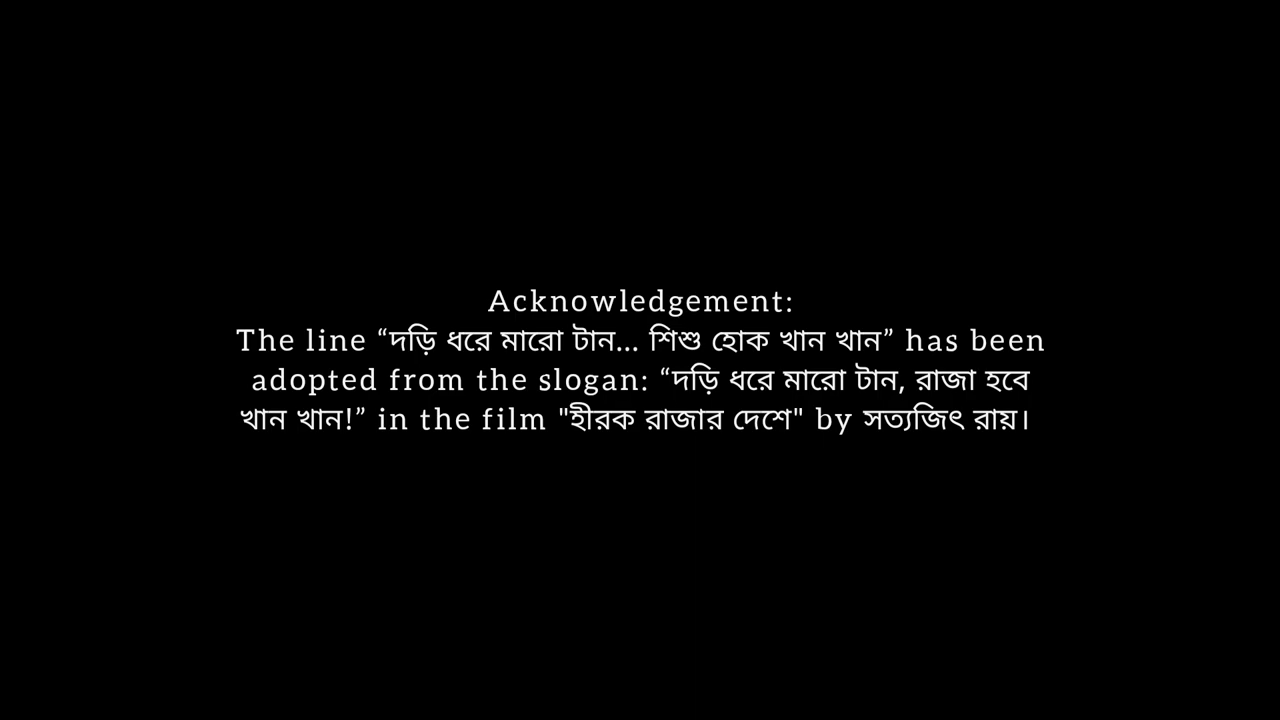 Acknowledgement:
The line “দড়ি ধরে মারো টান... শিশু হোক খান খান” has been
adopted from the slogan: “দড়ি ধরে মারো টান, রাজা হবে
খান খান!” in the film "হীরক রাজার দেশে" by সত্যজিৎ রায়।